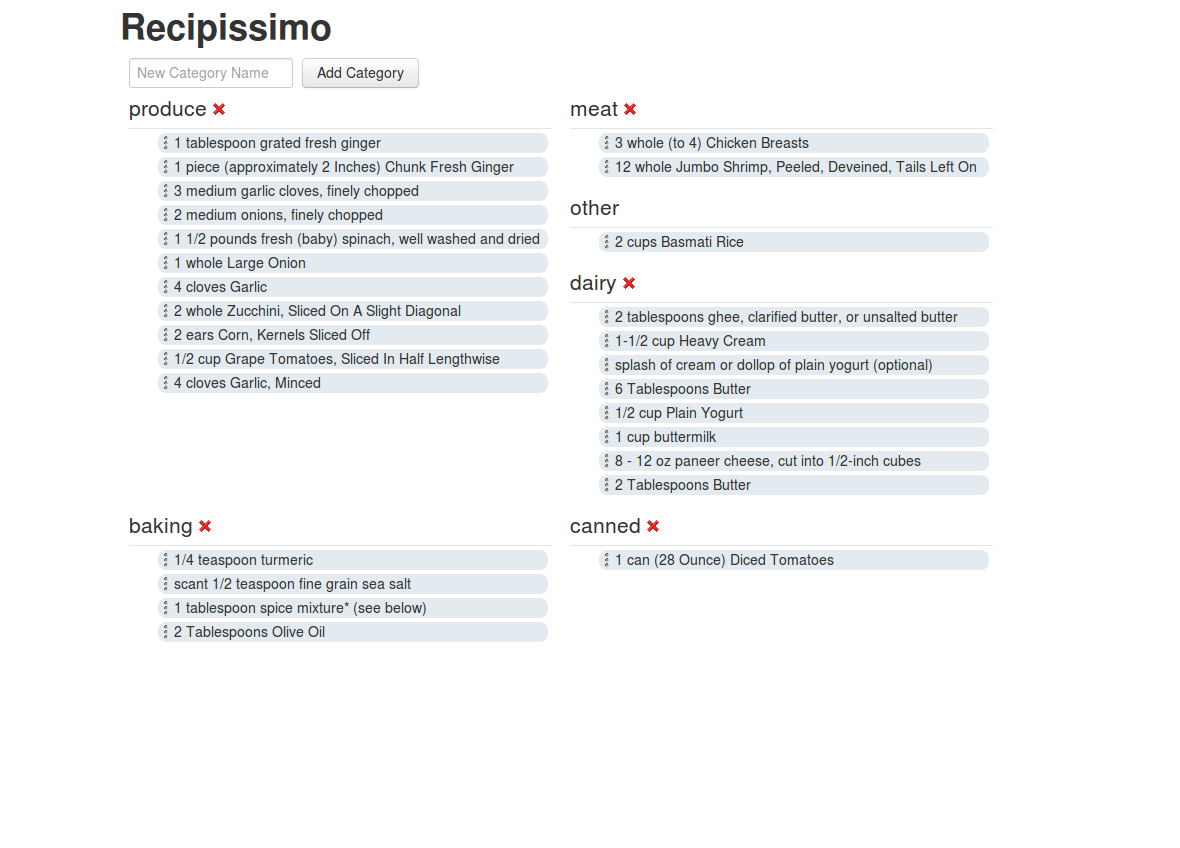 Recipissimo
New Category Name
Add Category
produce
1 tablespoon grated fresh ginger
1 piece (approximately 2 Inches) Chunk Fresh Ginger
3 medium garlic cloves, finely chopped
2 medium onions, finely chopped
1 1/2 pounds fresh (baby) spinach, well washed and dried
1 whole Large Onion
4 cloves Garlic
2 whole Zucchini, Sliced On A Slight Diagonal
2 ears Corn, Kernels Sliced Off
1/2 cup Grape Tomatoes, Sliced In Half Lengthwise
4 cloves Garlic, Minced
meat
3 whole (to 4) Chicken Breasts
12 whole Jumbo Shrimp, Peeled, Deveined, Tails Left On
other
2 cups Basmati Rice
dairy
2 tablespoons ghee, clarified butter, or unsalted butter
1-1/2 cup Heavy Cream
splash of cream or dollop of plain yogurt (optional)
6 Tablespoons Butter
1/2 cup Plain Yogurt
1 cup buttermilk
8 - 12 oz paneer cheese, cut into 1/2-inch cubes
2 Tablespoons Butter
baking
1/4 teaspoon turmeric
scant 1/2 teaspoon fine grain sea salt
1 tablespoon spice mixture* (see below)
2 Tablespoons Olive Oil
canned
1 can (28 Ounce) Diced Tomatoes